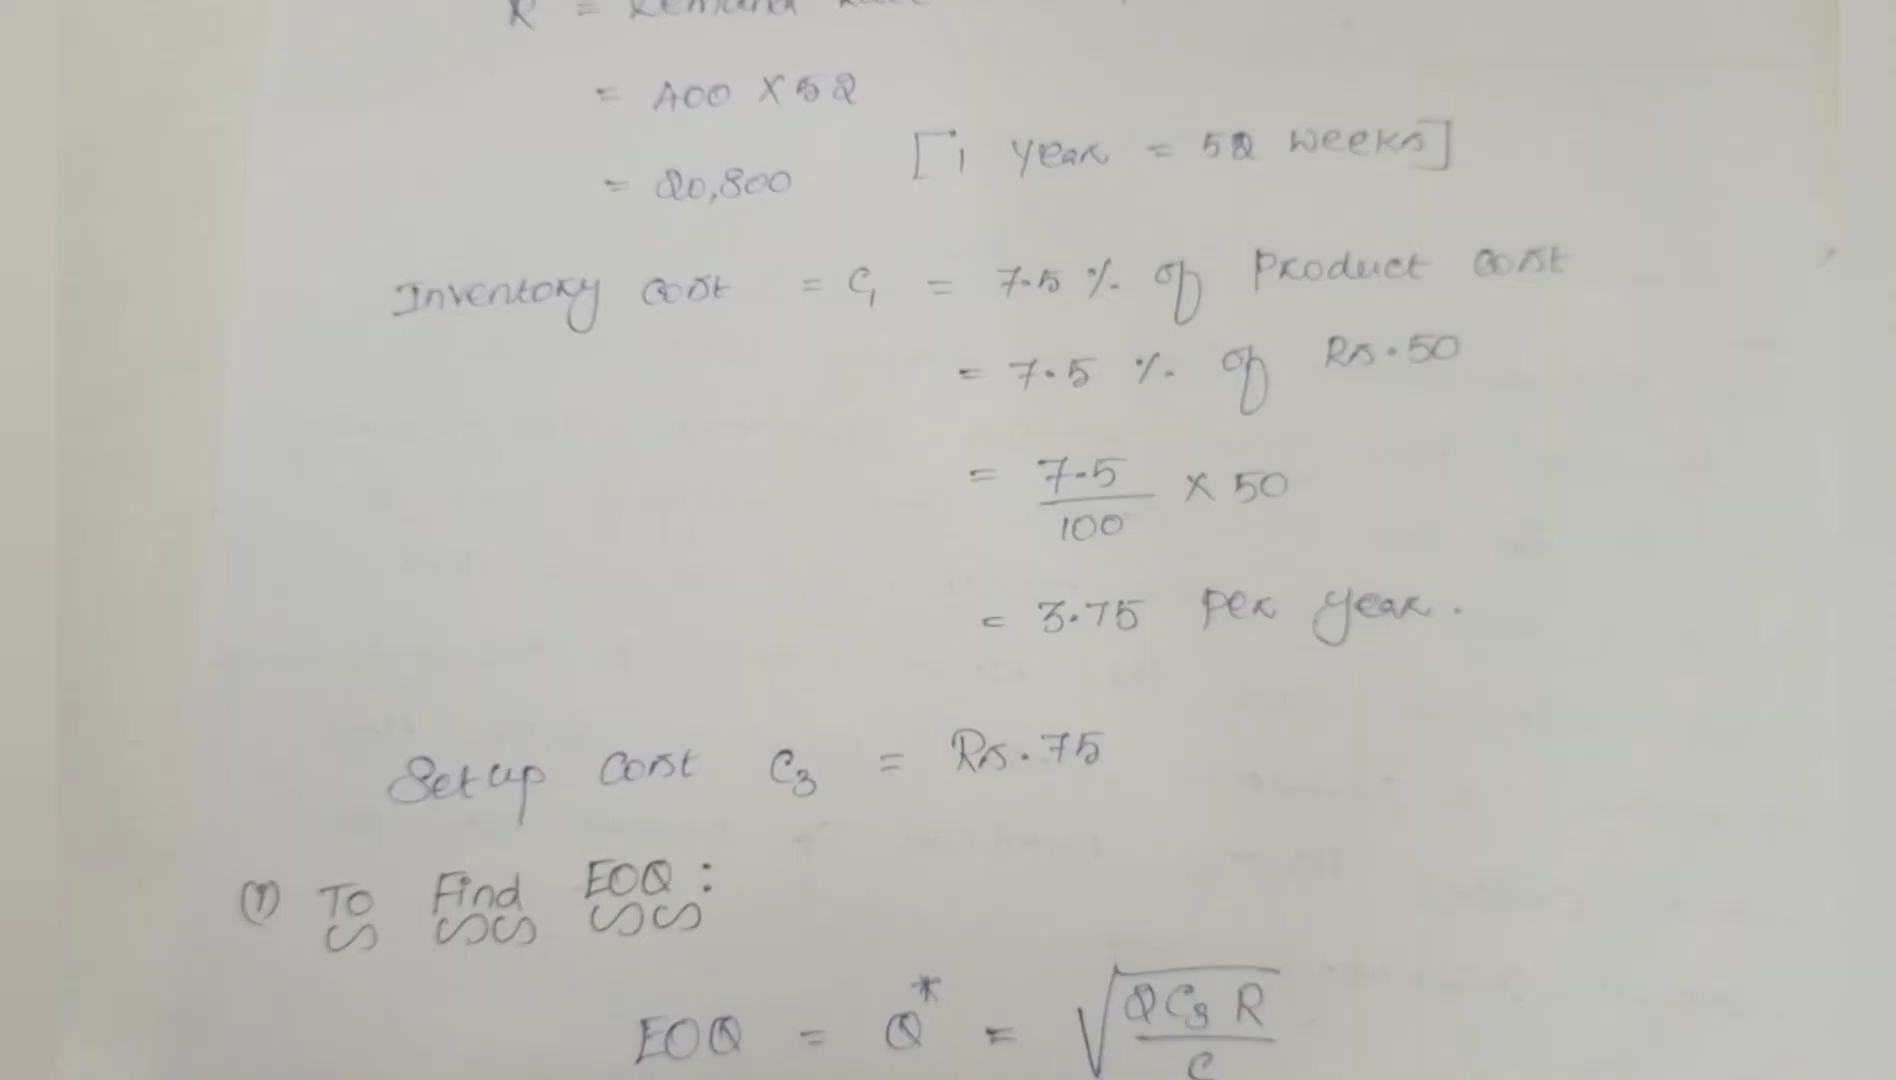 R =
= 400 X 52
= 20,800 [1 year = 52 weeks]
Inventory cost = C1 = 7.5 % of Product cost
= 7.5 % of Rs.50
= 7.5/100 X 50
= 3.75 per year.
Setup Cost C3 = Rs.75
(1) To Find EOQ:
EOQ = Q* = √(2C3 R / C